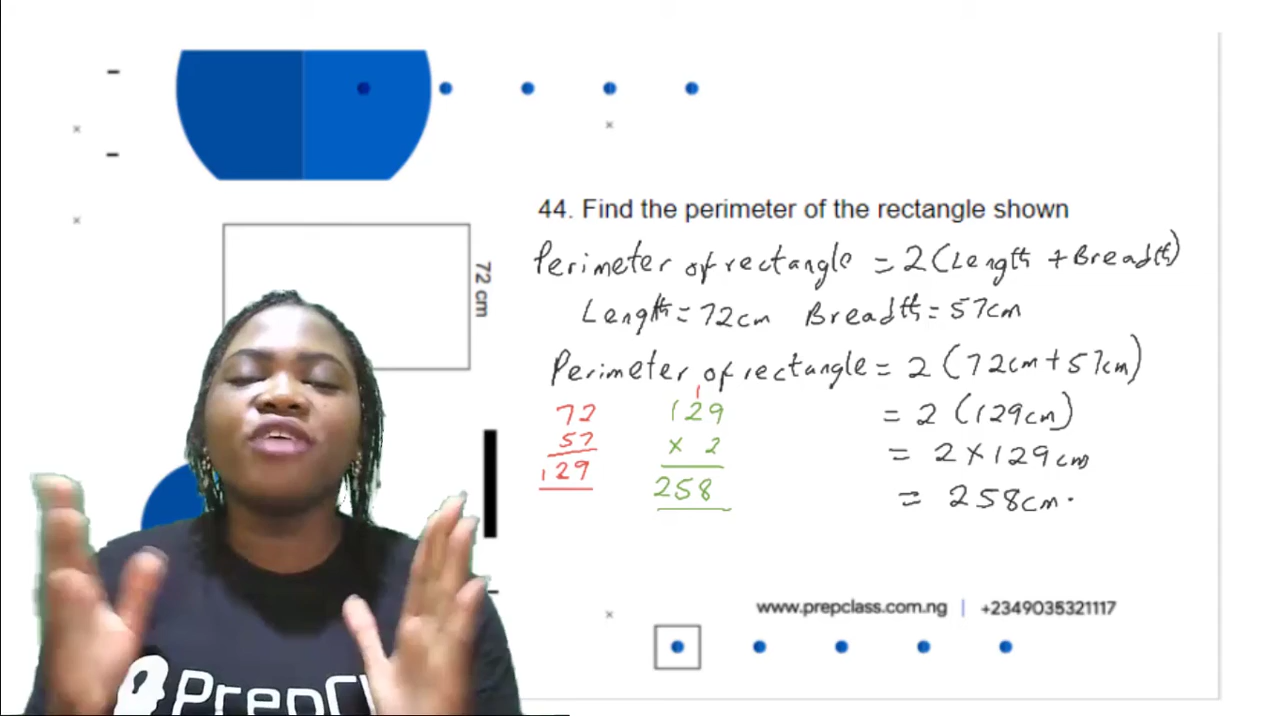 44. Find the perimeter of the rectangle shown
Perimeter of rectangle = 2(Length + Breadth)
72 cm
Length = 72cm Breadth = 57cm
Perimeter of rectangle = 2 (72cm + 57cm)
72
57
129
1
129
× 2
258
= 2 (129cm)
= 2 × 129cm
= 258cm.
www.prepclass.com.ng | +2349035321117